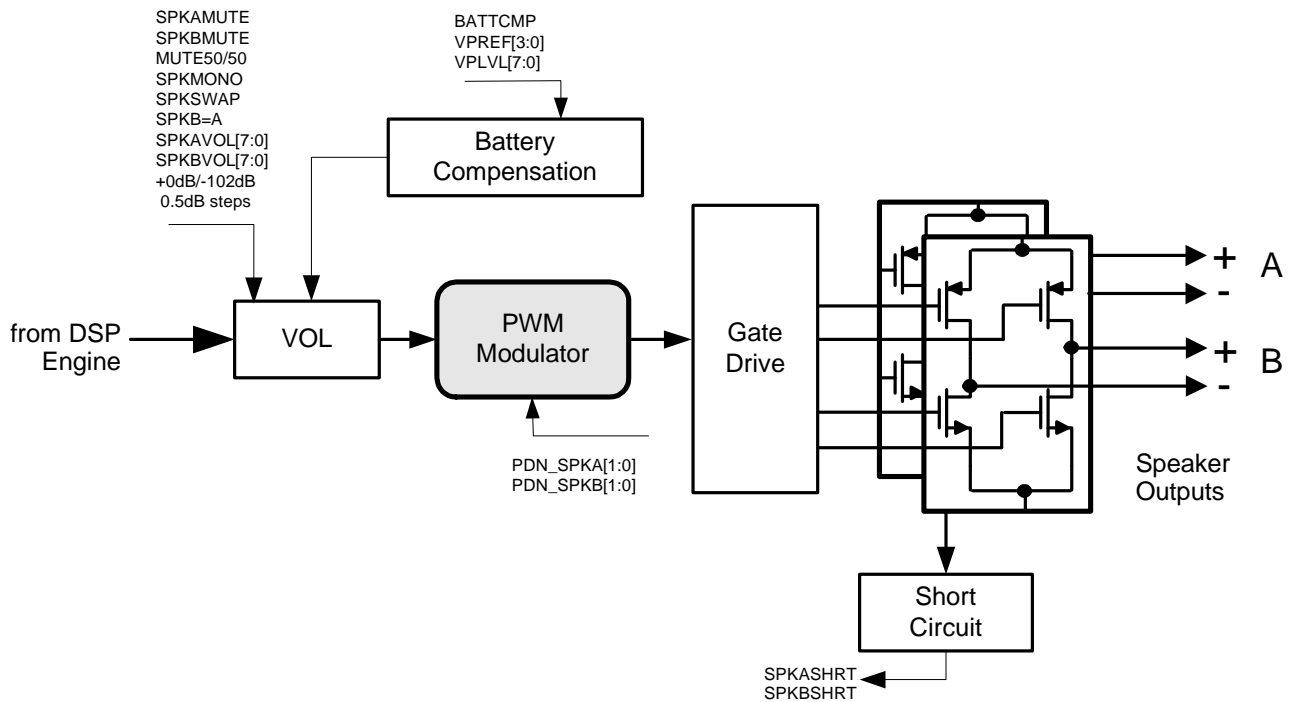 SPKAMUTE
SPKBMUTE
MUTE50/50
SPKMONO
SPKSWAP
SPKB=A
SPKAVOL[7:0]
SPKBVOL[7:0]
+0dB/-102dB
0.5dB steps
BATTCMP
VPREF[3:0]
VPLVL[7:0]
Battery
Compensation
from DSP
Engine
VOL
PWM
Modulator
PDN_SPKA[1:0]
PDN_SPKB[1:0]
Gate
Drive
+
-
A
+
-
B
Speaker
Outputs
Short
Circuit
SPKASHRT
SPKBSHRT